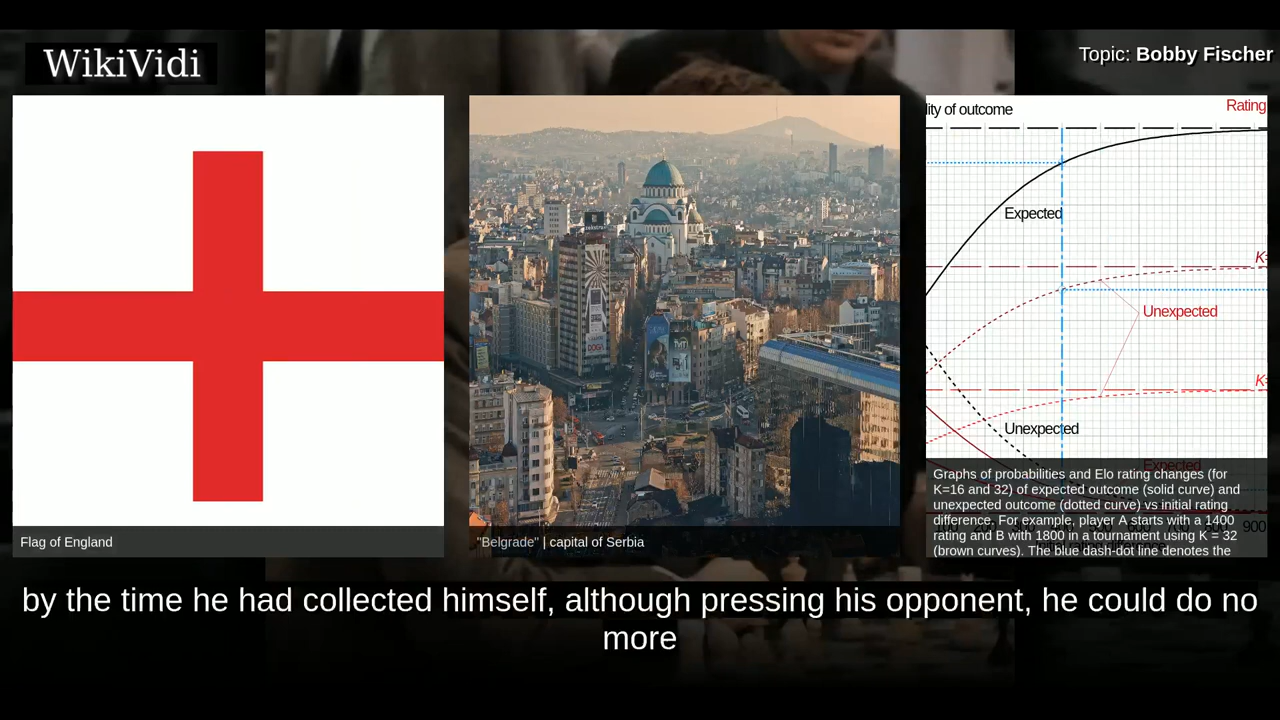 WikiVidi
Topic: Bobby Fischer
lity of outcome
Rating
Expected
K=
Unexpected
K=
Unexpected
Expected
Graphs of probabilities and Elo rating changes (for
K=16 and 32) of expected outcome (solid curve) and
unexpected outcome (dotted curve) vs initial rating
difference. For example, player A starts with a 1400
rating and B with 1800 in a tournament using K = 32
(brown curves). The blue dash-dot line denotes the
900
Flag of England
"Belgrade" | capital of Serbia
by the time he had collected himself, although pressing his opponent, he could do no
more